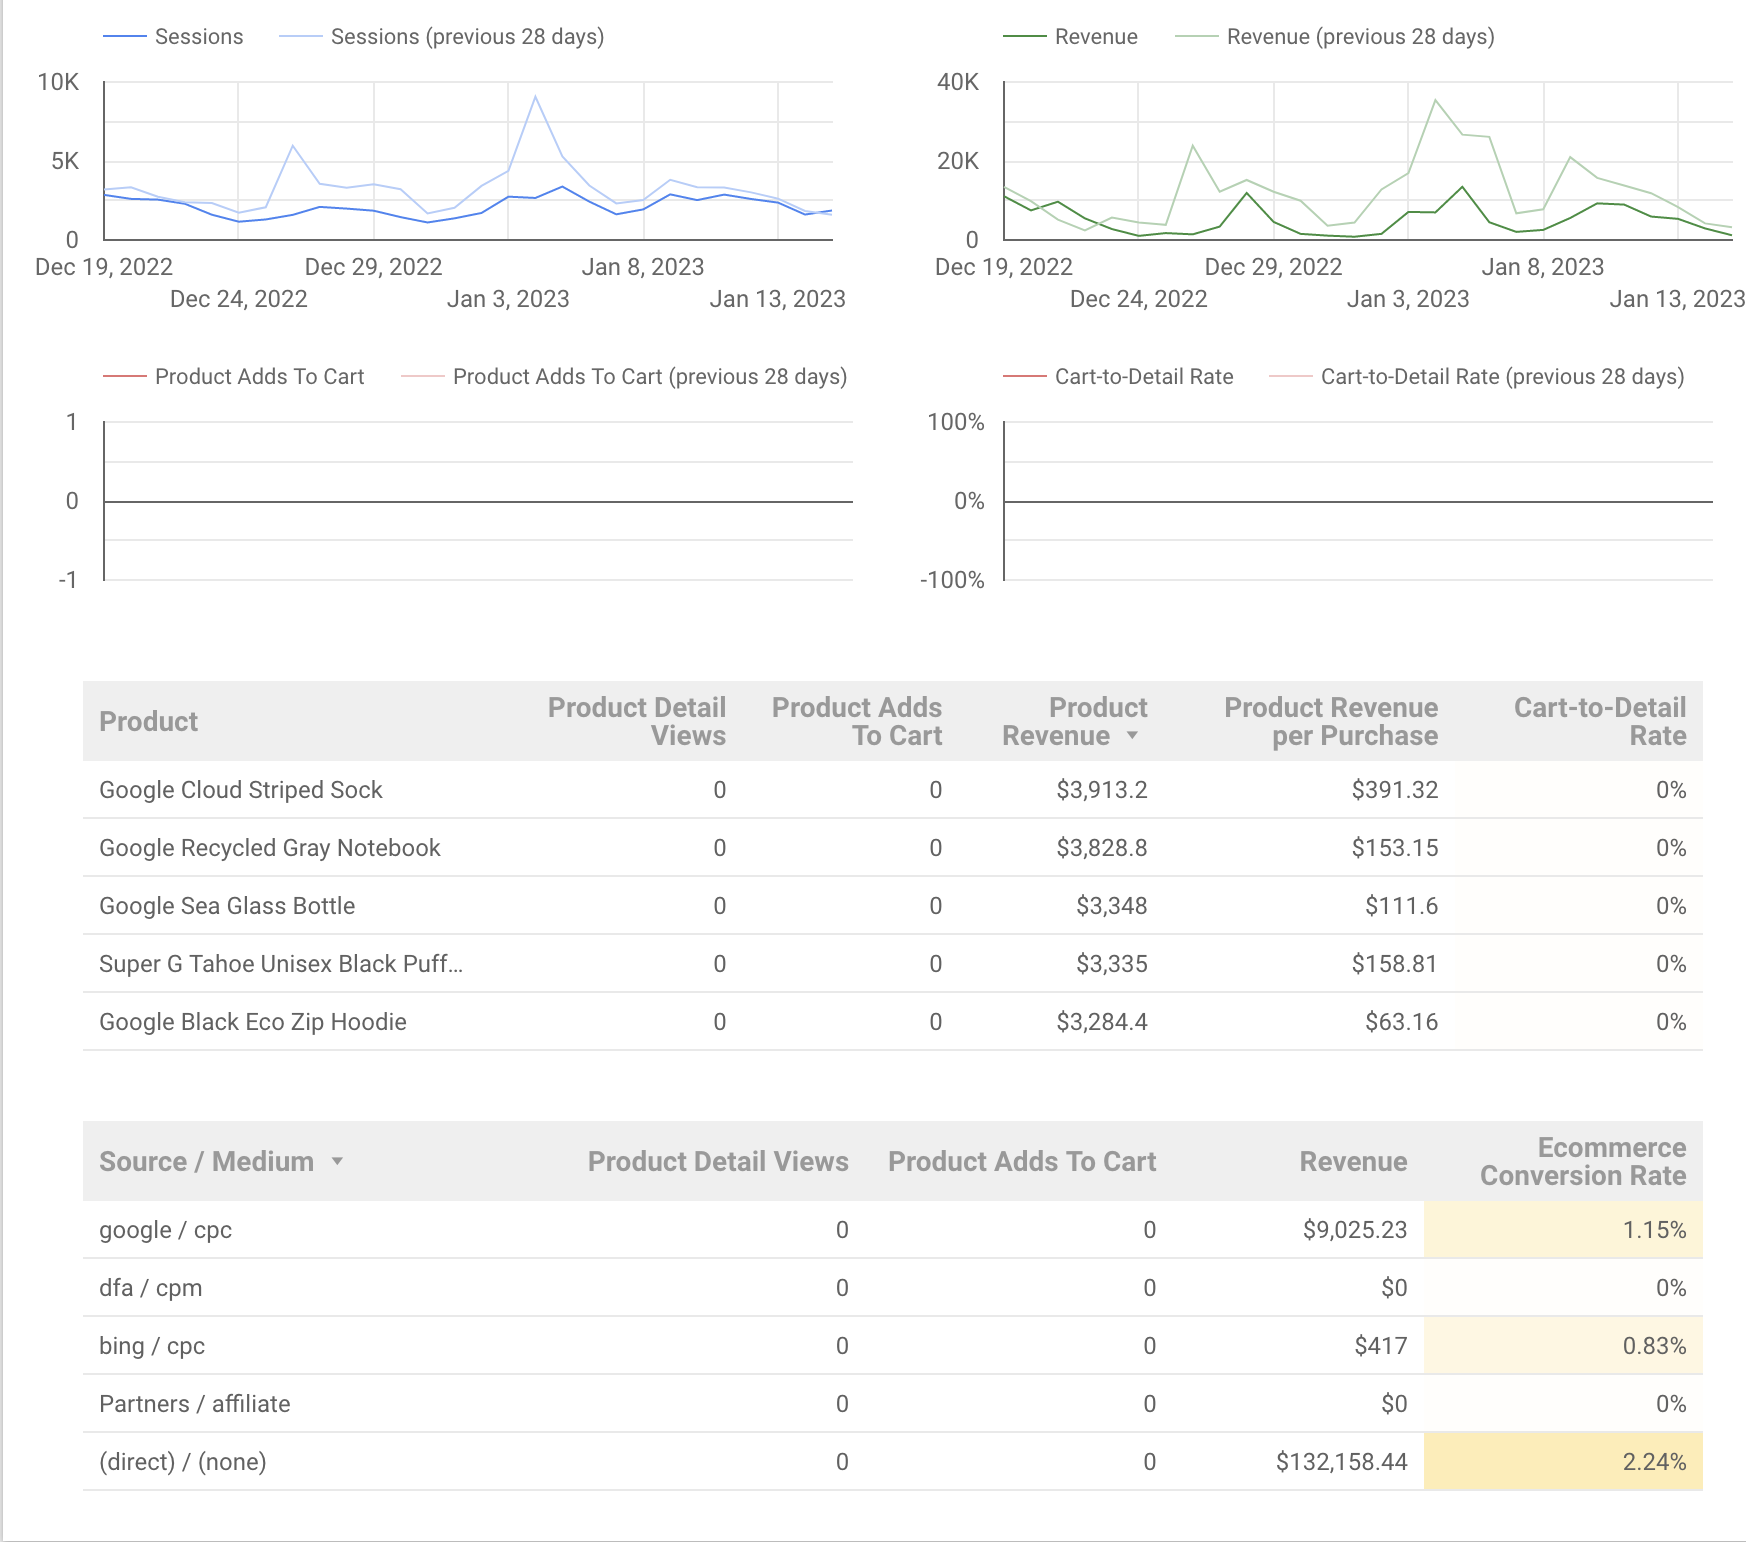 Sessions Sessions (previous 28 days)
10K
5K
0
Dec 19, 2022 Dec 29, 2022 Jan 8, 2023
Dec 24, 2022 Jan 3, 2023 Jan 13, 2023
Revenue Revenue (previous 28 days)
40K
20K
0
Dec 19, 2022 Dec 29, 2022 Jan 8, 2023
Dec 24, 2022 Jan 3, 2023 Jan 13, 2023
Product Adds To Cart Product Adds To Cart (previous 28 days)
1
0
-1
Cart-to-Detail Rate Cart-to-Detail Rate (previous 28 days)
100%
0%
-100%
Product Product Detail Views Product Adds To Cart Product Revenue Product Revenue per Purchase Cart-to-Detail Rate
Google Cloud Striped Sock 0 0 $3,913.2 $391.32 0%
Google Recycled Gray Notebook 0 0 $3,828.8 $153.15 0%
Google Sea Glass Bottle 0 0 $3,348 $111.6 0%
Super G Tahoe Unisex Black Puff... 0 0 $3,335 $158.81 0%
Google Black Eco Zip Hoodie 0 0 $3,284.4 $63.16 0%
Source / Medium Product Detail Views Product Adds To Cart Revenue Ecommerce Conversion Rate
google / cpc 0 0 $9,025.23 1.15%
dfa / cpm 0 0 $0 0%
bing / cpc 0 0 $417 0.83%
Partners / affiliate 0 0 $0 0%
(direct) / (none) 0 0 $132,158.44 2.24%